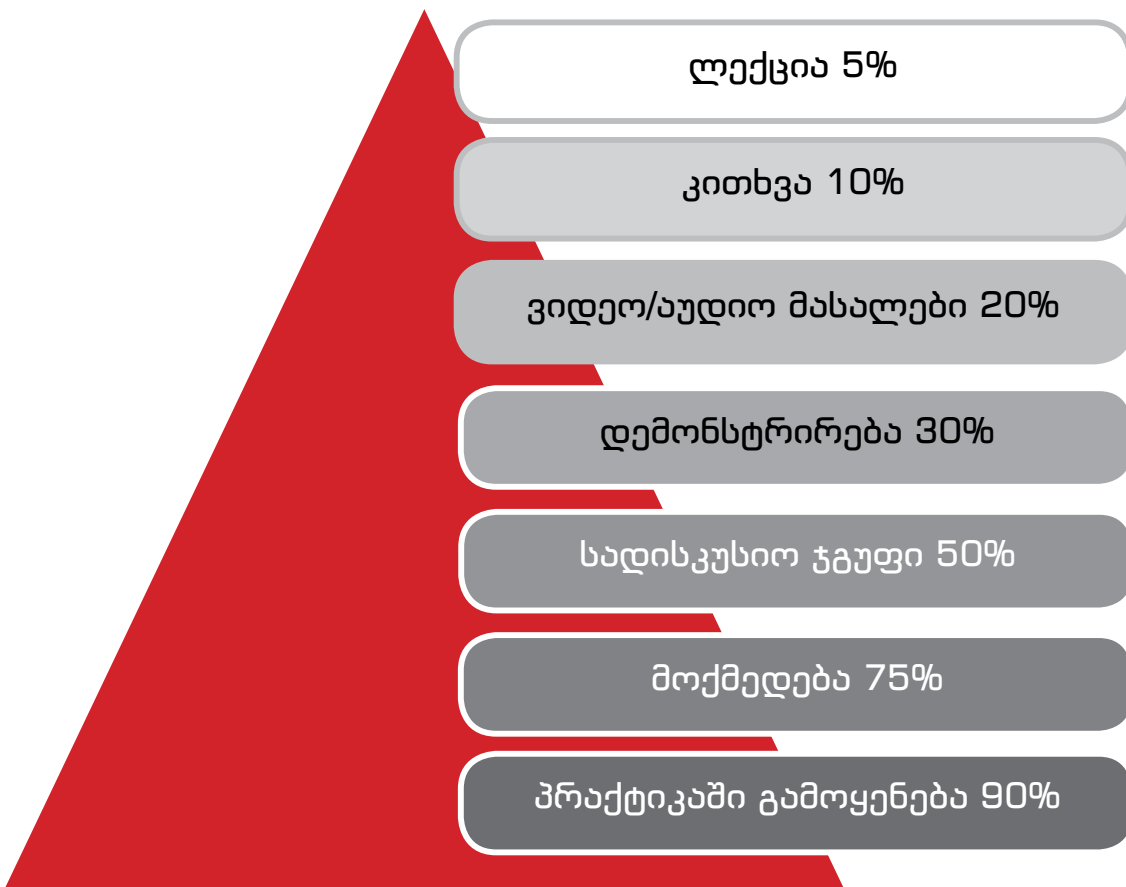 ლექცია 5%
კითხვა 10%
ვიდეო/აუდიო მასალები 20%
დემონსტრირება 30%
სადისკუსიო ჯგუფი 50%
მოქმედება 75%
პრაქტიკაში გამოყენება 90%